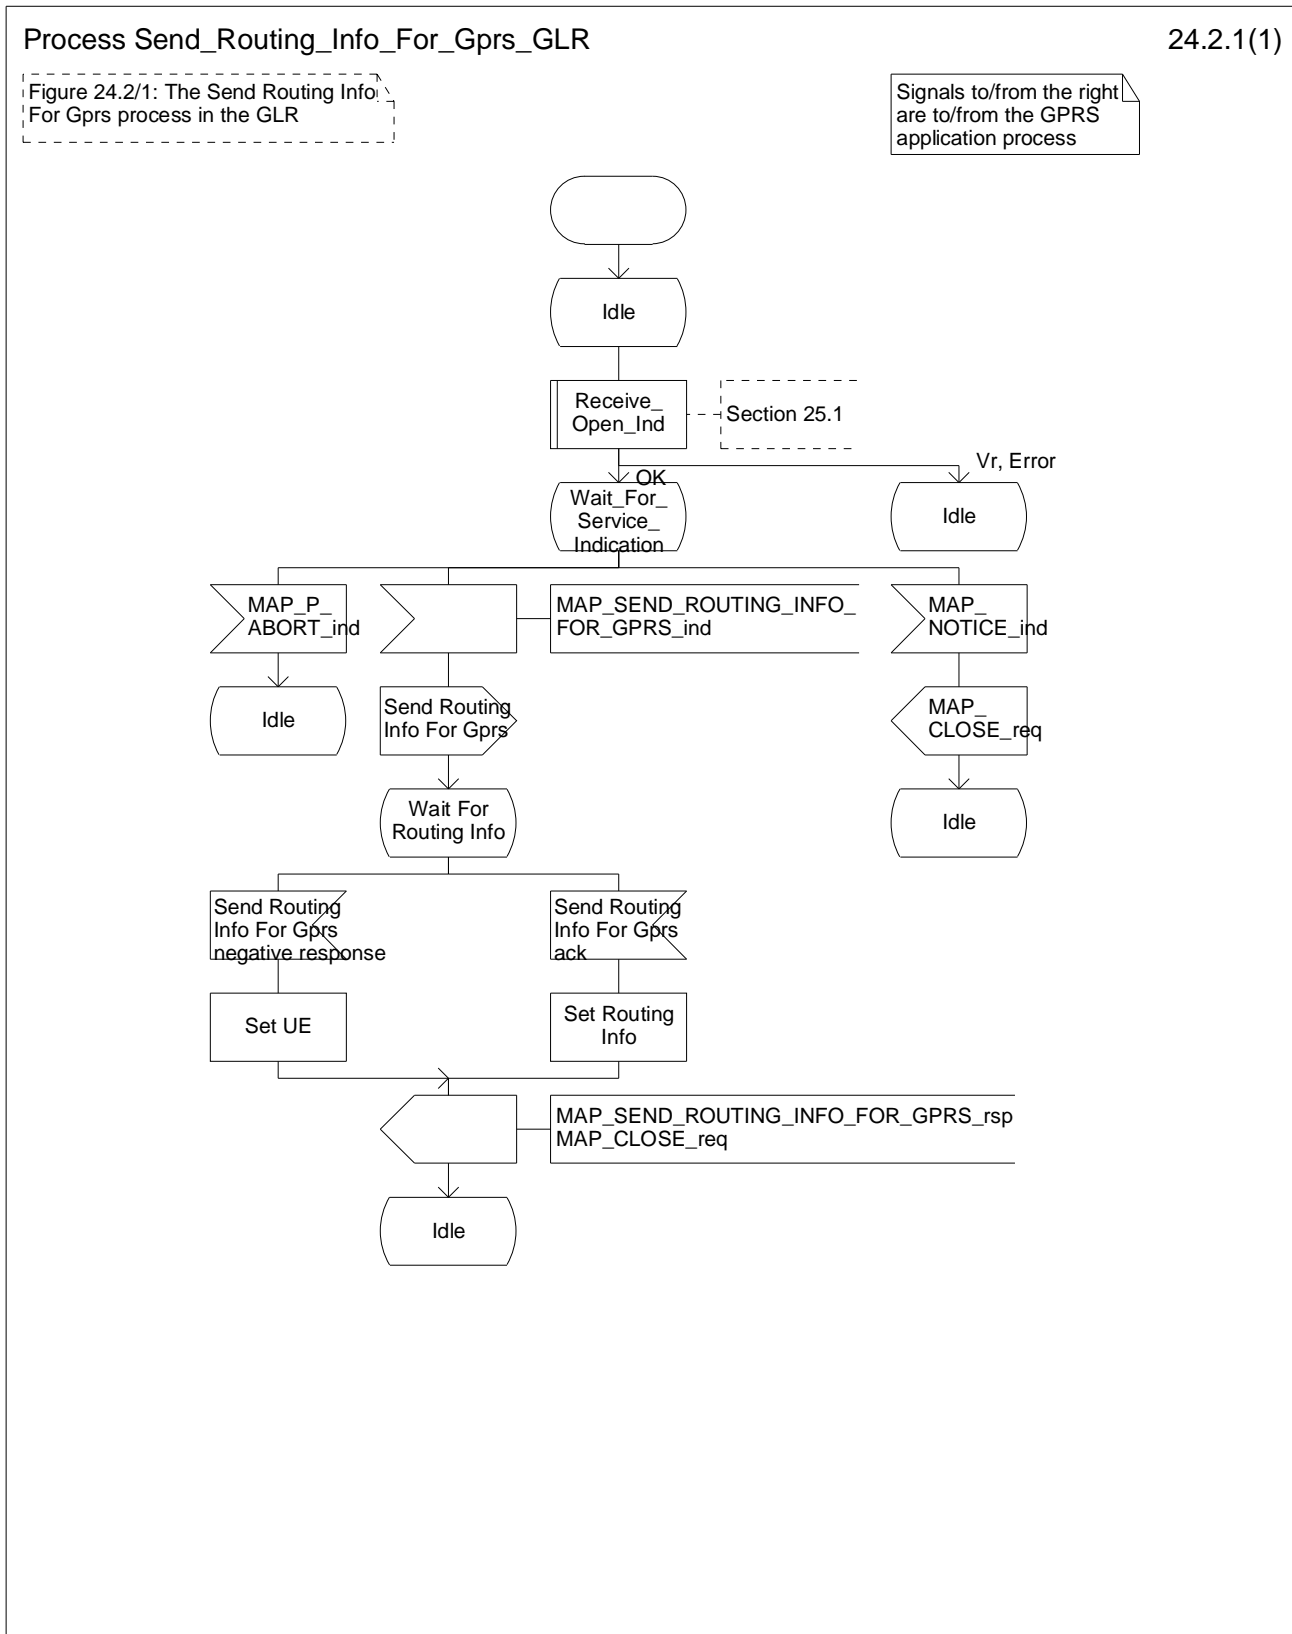 Process Send_Routing_Info_For_Gprs_GLR
24.2.1(1)
Figure 24.2/1: The Send Routing Info
For Gprs process in the GLR
Signals to/from the right
are to/from the GPRS
application process
Idle
Receive_
Open_Ind
Section 25.1
Vr, Error
OK
Wait_For_
Service_
Indication
Idle
MAP_P_
ABORT_ind
MAP_SEND_ROUTING_INFO_
FOR_GPRS_ind
MAP_
NOTICE_ind
Idle
Send Routing
Info For Gprs
MAP_
CLOSE_req
Wait For
Routing Info
Idle
Send Routing
Info For Gprs
negative response
Send Routing
Info For Gprs
ack
Set UE
Set Routing
Info
MAP_SEND_ROUTING_INFO_FOR_GPRS_rsp
MAP_CLOSE_req
Idle